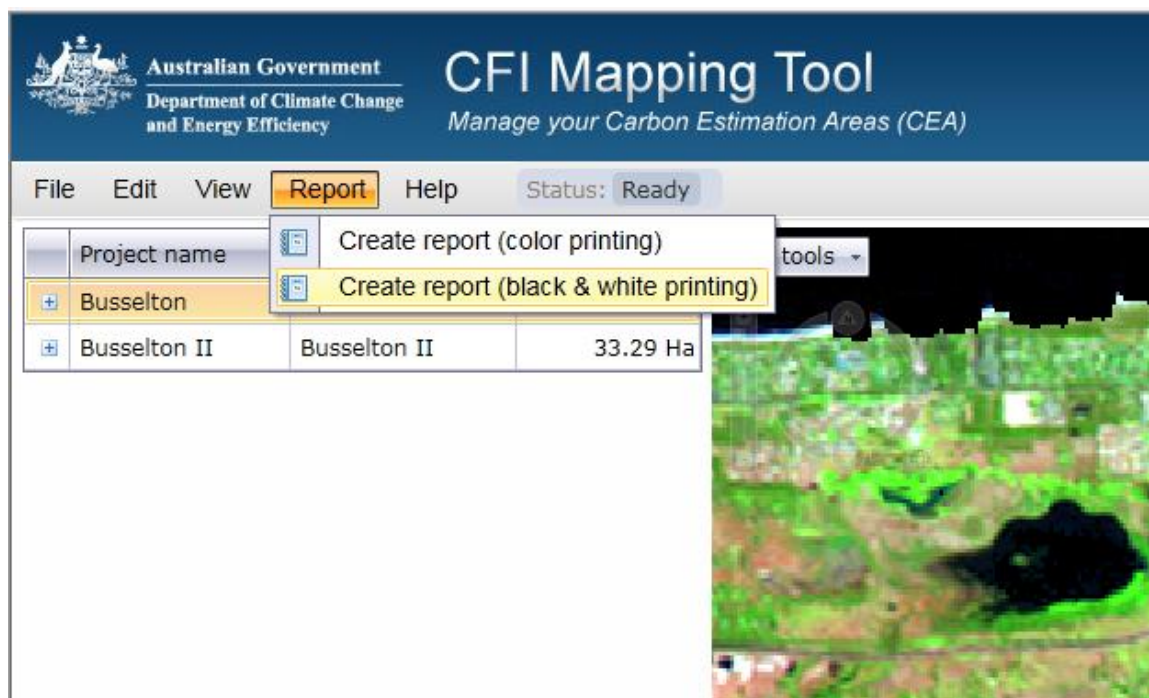 Australian Government
Department of Climate Change
and Energy Efficiency
CFI Mapping Tool
Manage your Carbon Estimation Areas (CEA)
File Edit View Report Help Status: Ready
Project name
Create report (color printing)
tools
Busselton
Create report (black & white printing)
Busselton II Busselton II 33.29 Ha